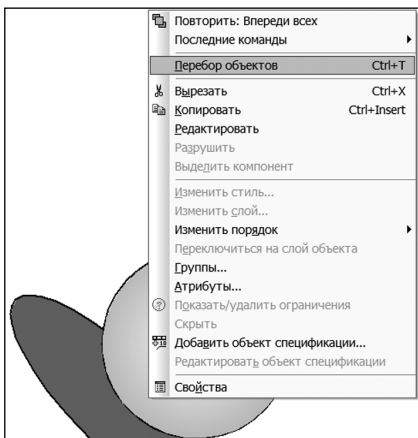 Повторить: Впереди всех
Последние команды
Перебор объектов Ctrl+T
Вырезать Ctrl+X
Копировать Ctrl+Insert
Редактировать
Разрушить
Выделить компонент
Изменить стиль...
Изменить слой...
Изменить порядок
Переключиться на слой объекта
Группы...
Атрибуты...
Показать/удалить ограничения
Скрыть
Добавить объект спецификации...
Редактировать объект спецификации
Свойства